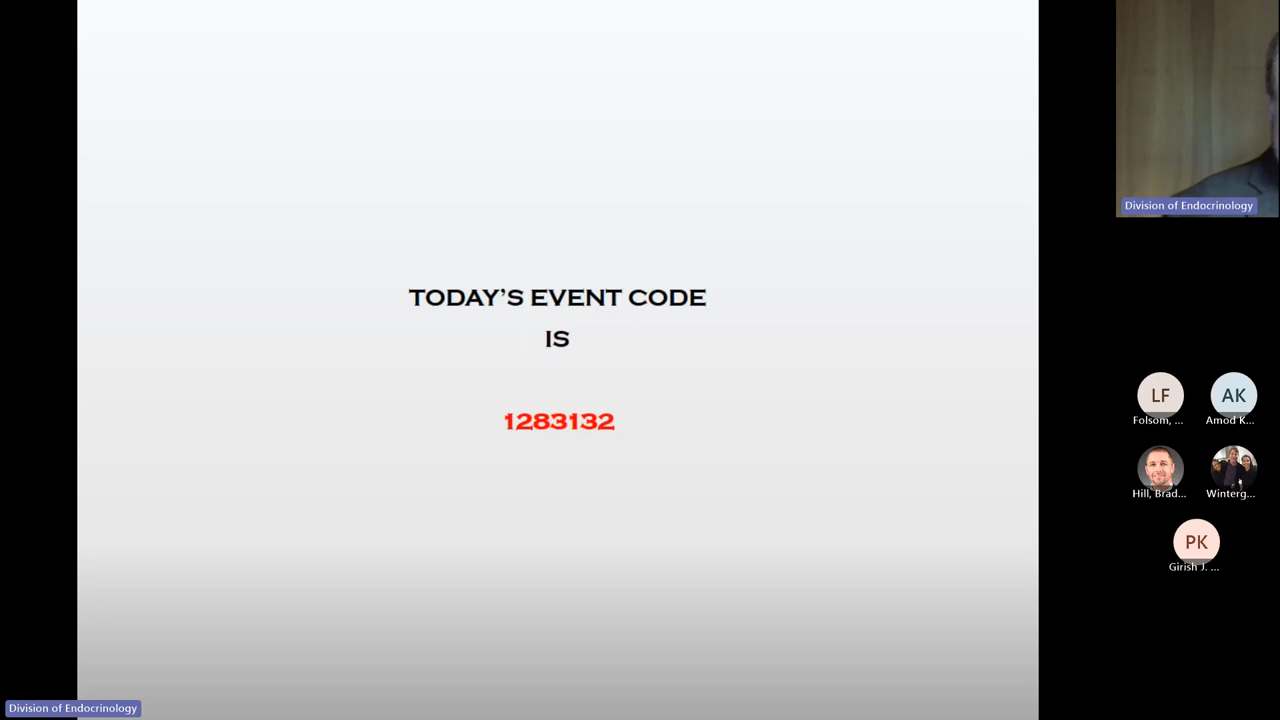 TODAY'S EVENT CODE
IS
1283132
Division of Endocrinology
LF
AK
Folsom, ...
Amod K...
Hill, Brad...
Winterg...
PK
Girish J. ...
Division of Endocrinology